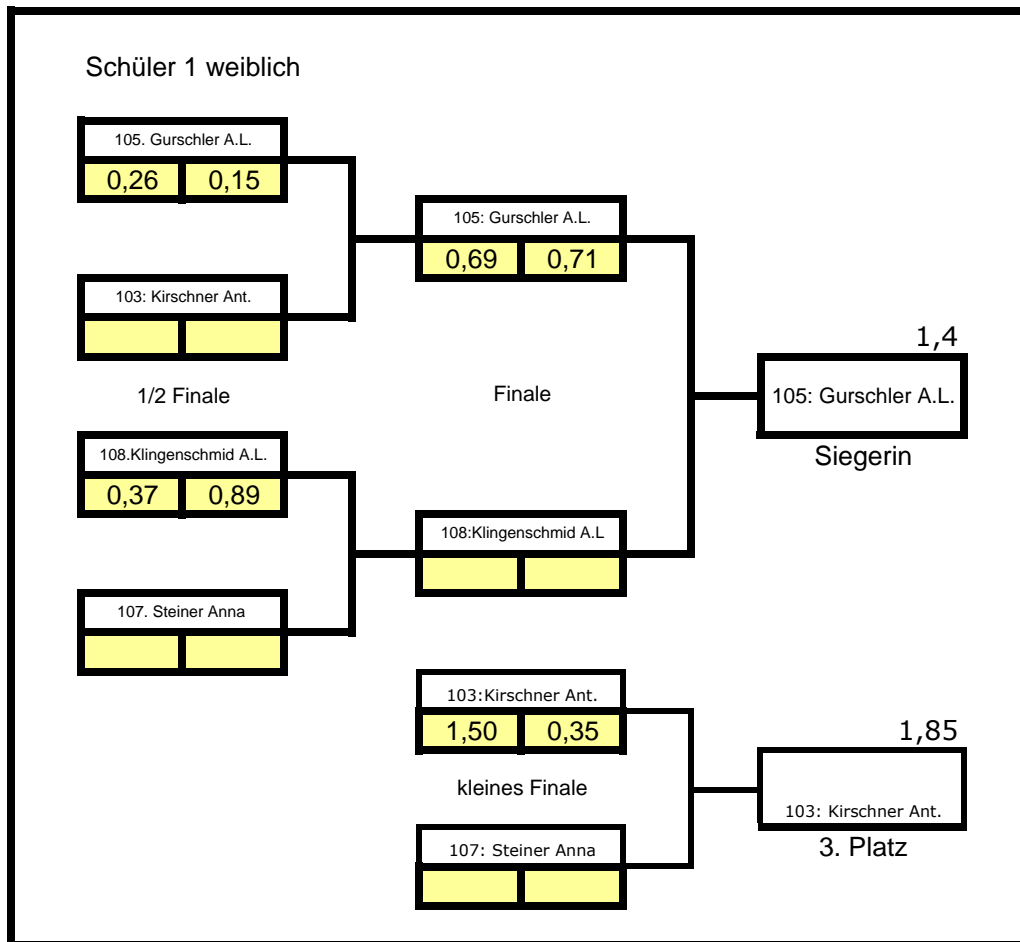 Schüler 1 weiblich
105. Gurschler A.L.
0,26 0,15
105: Gurschler A.L.
0,69 0,71
103: Kirschner Ant.
1,4
1/2 Finale
Finale
105: Gurschler A.L.
Siegerin
108.Klingenschmid A.L.
0,37 0,89
108:Klingenschmid A.L
107. Steiner Anna
103:Kirschner Ant.
1,50 0,35
1,85
kleines Finale
103: Kirschner Ant.
3. Platz
107: Steiner Anna